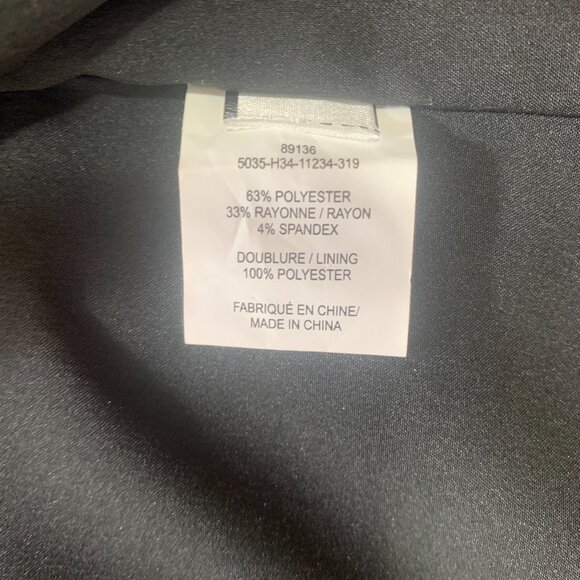 89136
5035-H34-11234-319
63% POLYESTER
33% RAYONNE / RAYON
4% SPANDEX
DOUBLURE / LINING
100% POLYESTER
FABRIQUÉ EN CHINE/
MADE IN CHINA